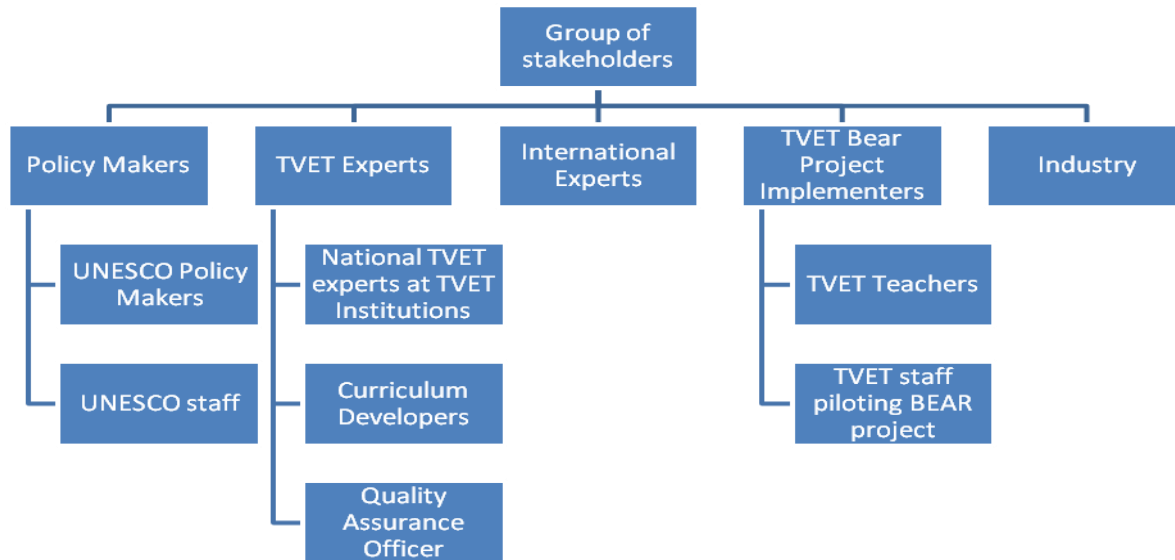 Group of
stakeholders
Policy Makers
TVET Experts
International
Experts
TVET Bear
Project
Implementers
Industry
UNESCO Policy
Makers
National TVET
experts at TVET
Institutions
TVET Teachers
UNESCO staff
Curriculum
Developers
TVET staff
piloting BEAR
project
Quality
Assurance
Officer